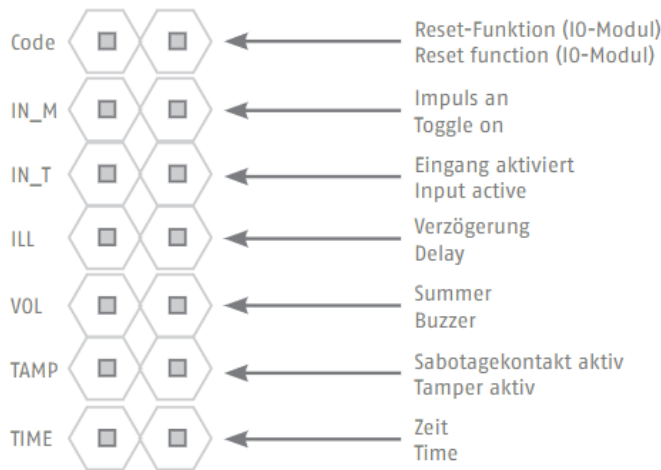 Code
Reset-Funktion (IO-Modul)
Reset function (IO-Modul)
IN_M
Impuls an
Toggle on
IN_T
Eingang aktiviert
Input active
ILL
Verzögerung
Delay
VOL
Summer
Buzzer
TAMP
Sabotagekontakt aktiv
Tamper aktiv
TIME
Zeit
Time